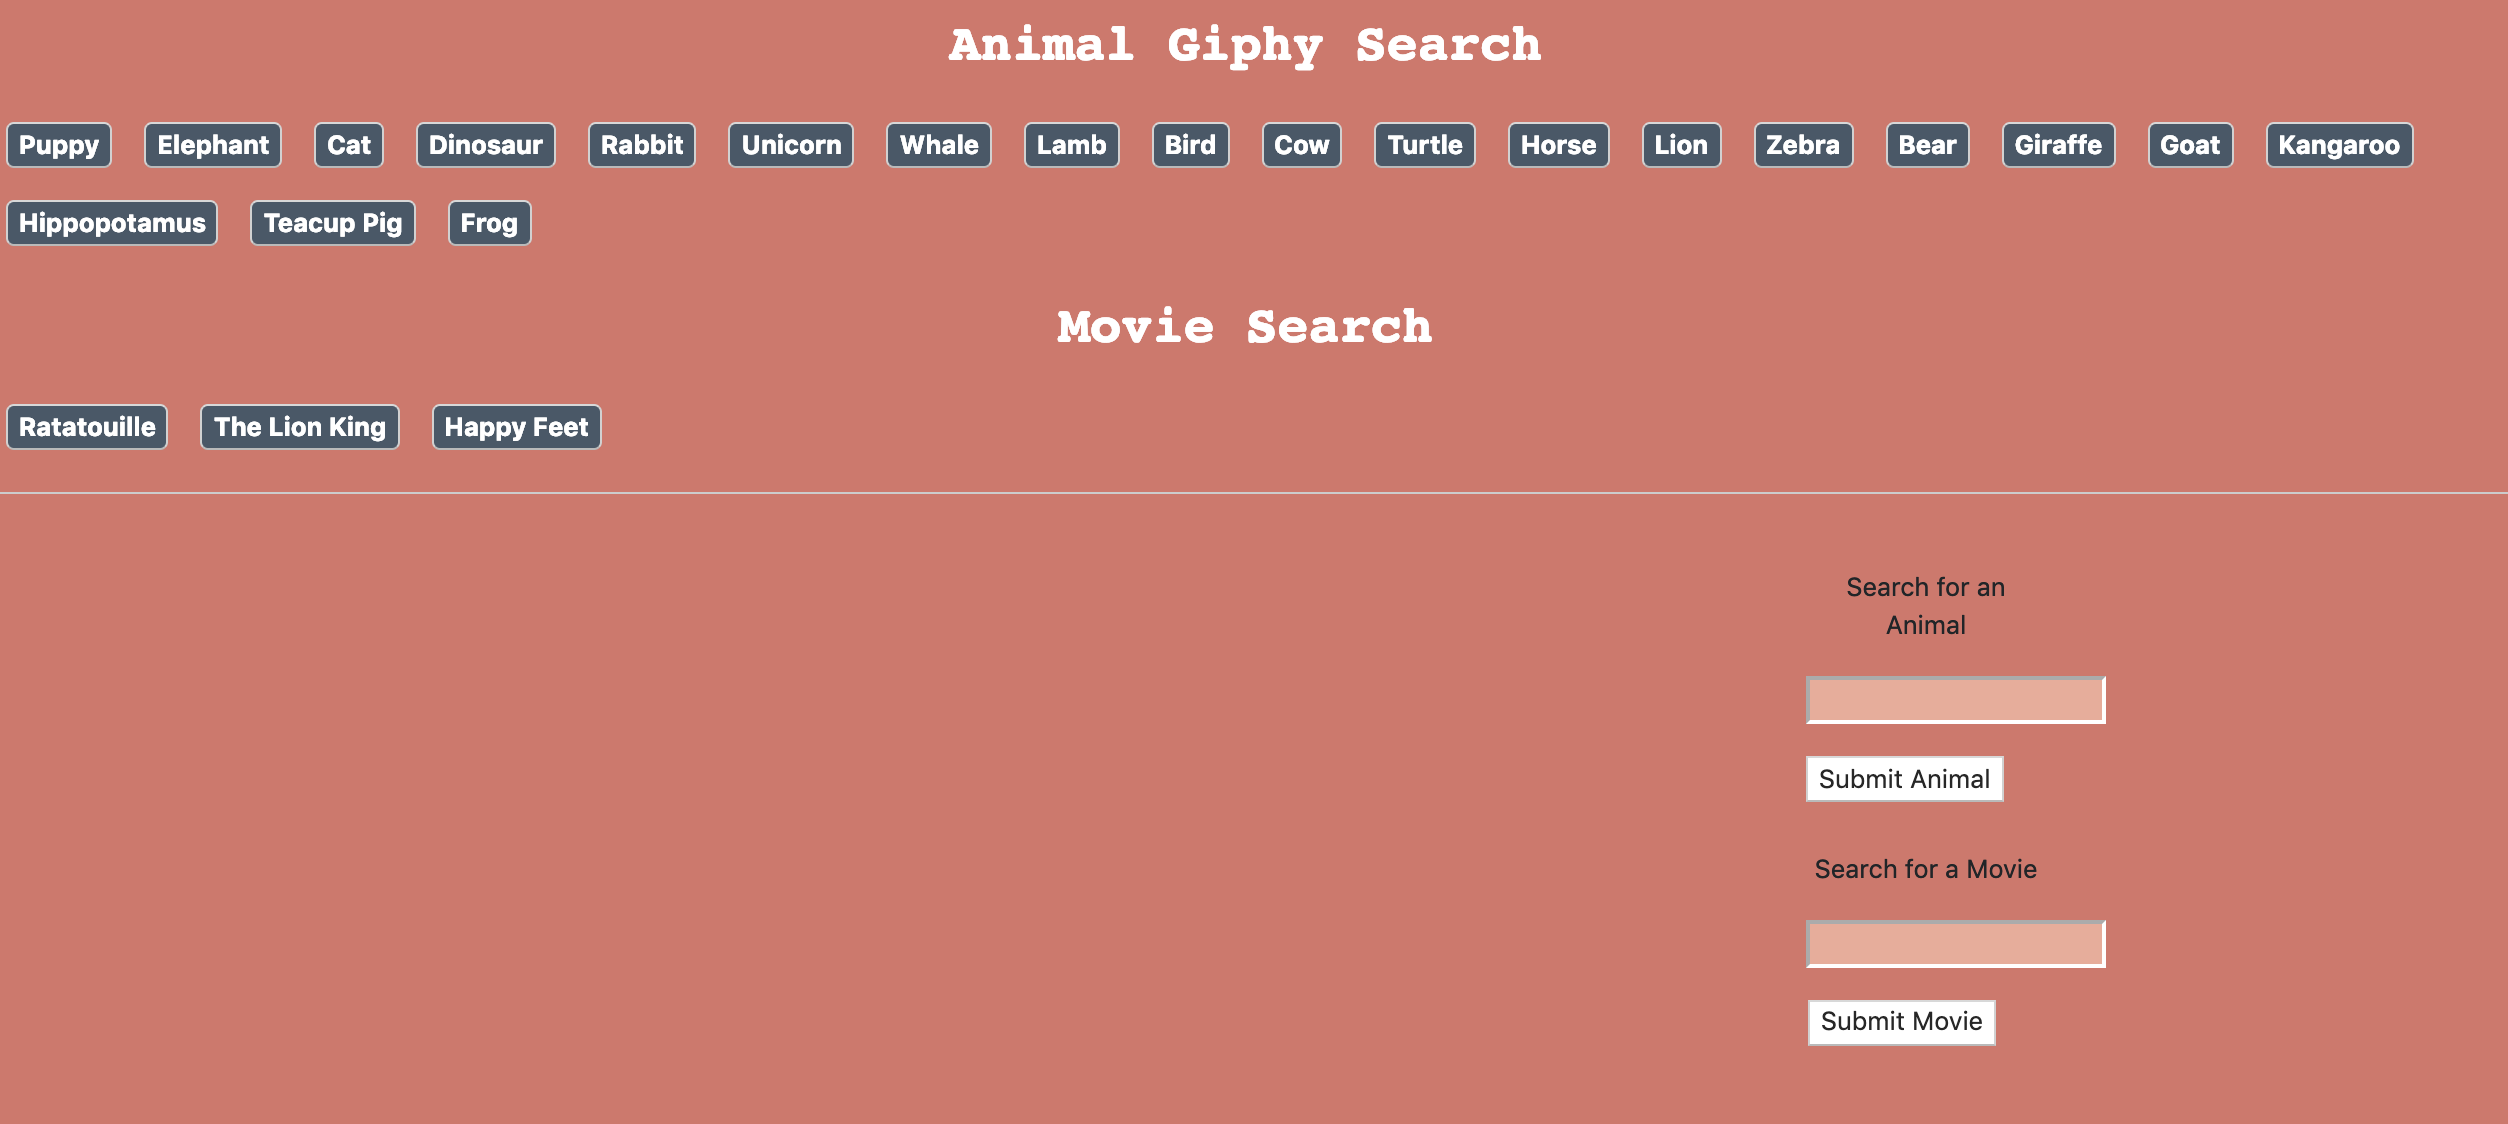 Animal Giphy Search
Puppy Elephant Cat Dinosaur Rabbit Unicorn Whale Lamb Bird Cow Turtle Horse Lion Zebra Bear Giraffe Goat Kangaroo
Hippopotamus Teacup Pig Frog
Movie Search
Ratatouille The Lion King Happy Feet
Search for an
Animal
Submit Animal
Search for a Movie
Submit Movie